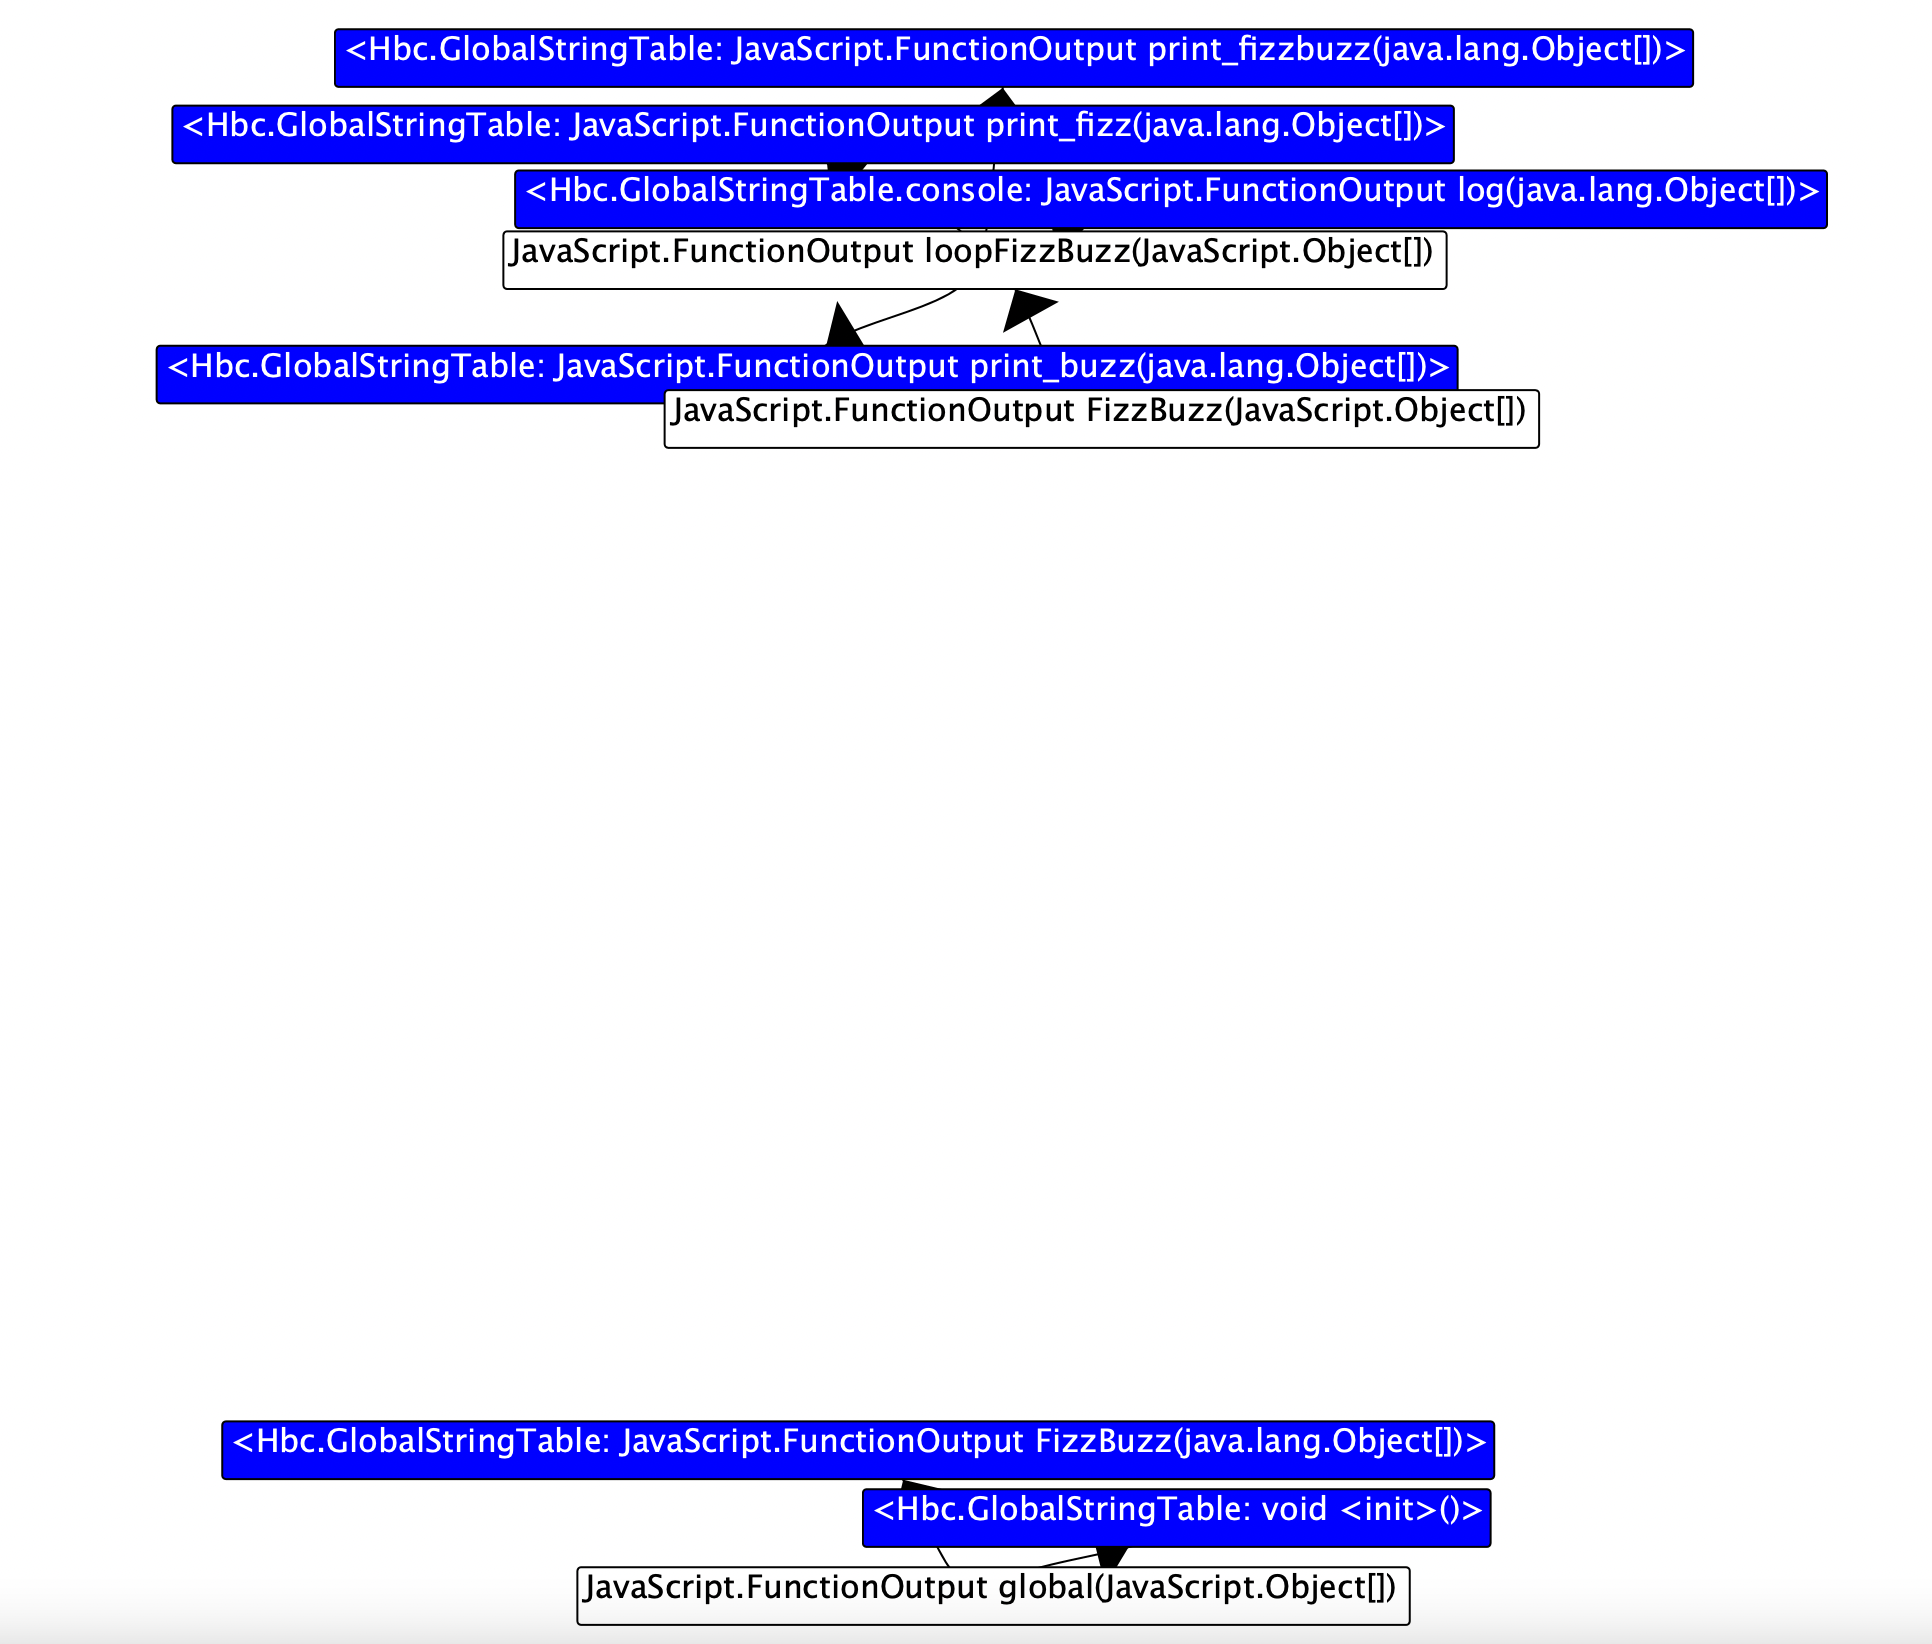 <Hbc.GlobalStringTable: JavaScript.FunctionOutput print_fizzbuzz(java.lang.Object[])>
<Hbc.GlobalStringTable: JavaScript.FunctionOutput print_fizz(java.lang.Object[])>
<Hbc.GlobalStringTable.console: JavaScript.FunctionOutput log(java.lang.Object[])>
JavaScript.FunctionOutput loopFizzBuzz(JavaScript.Object[])
<Hbc.GlobalStringTable: JavaScript.FunctionOutput print_buzz(java.lang.Object[])>
JavaScript.FunctionOutput FizzBuzz(JavaScript.Object[])
<Hbc.GlobalStringTable: JavaScript.FunctionOutput FizzBuzz(java.lang.Object[])>
<Hbc.GlobalStringTable: void <init>()>
JavaScript.FunctionOutput global(JavaScript.Object[])